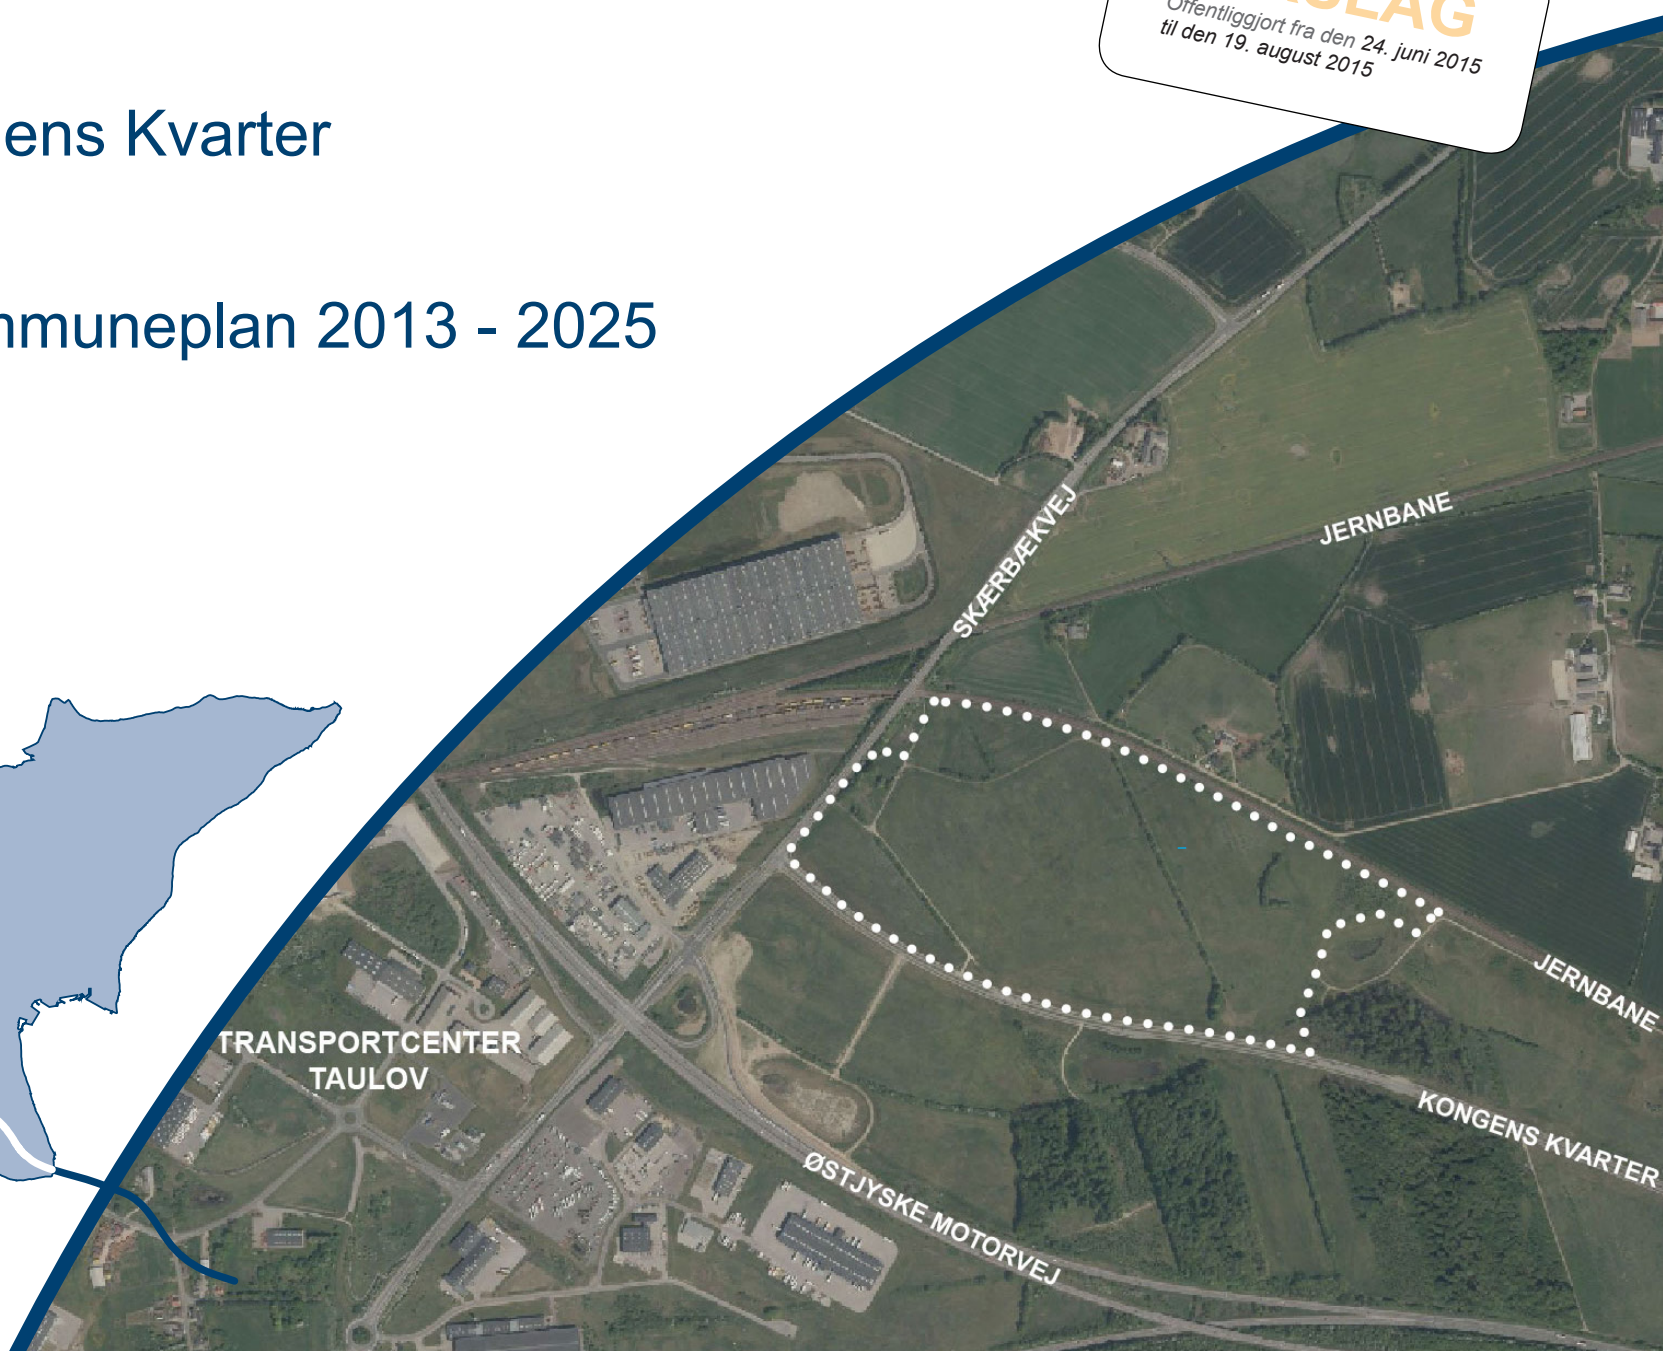 Offentliggjort fra den 24. juni 2015
til den 19. august 2015
ens Kvarter
muneplan 2013 - 2025
SKÆRBÆKVEJ
JERNBANE
JERNBANE
TRANSPORTCENTER
TAULOV
KONGENS KVARTER
ØSTJYSKE MOTORVEJ